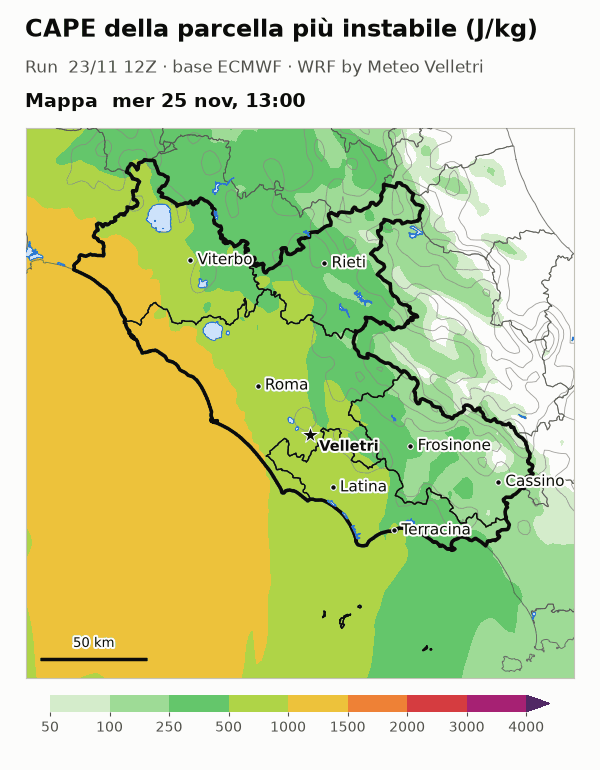 CAPE della parcella più instabile (J/kg)
Run  23/11 12Z · base ECMWF · WRF by Meteo Velletri
Mappa  mer 25 nov, 13:00
Viterbo
Rieti
Roma
Velletri
Frosinone
Cassino
Latina
Terracina
50 km
50 100 250 500 1000 1500 2000 3000 4000